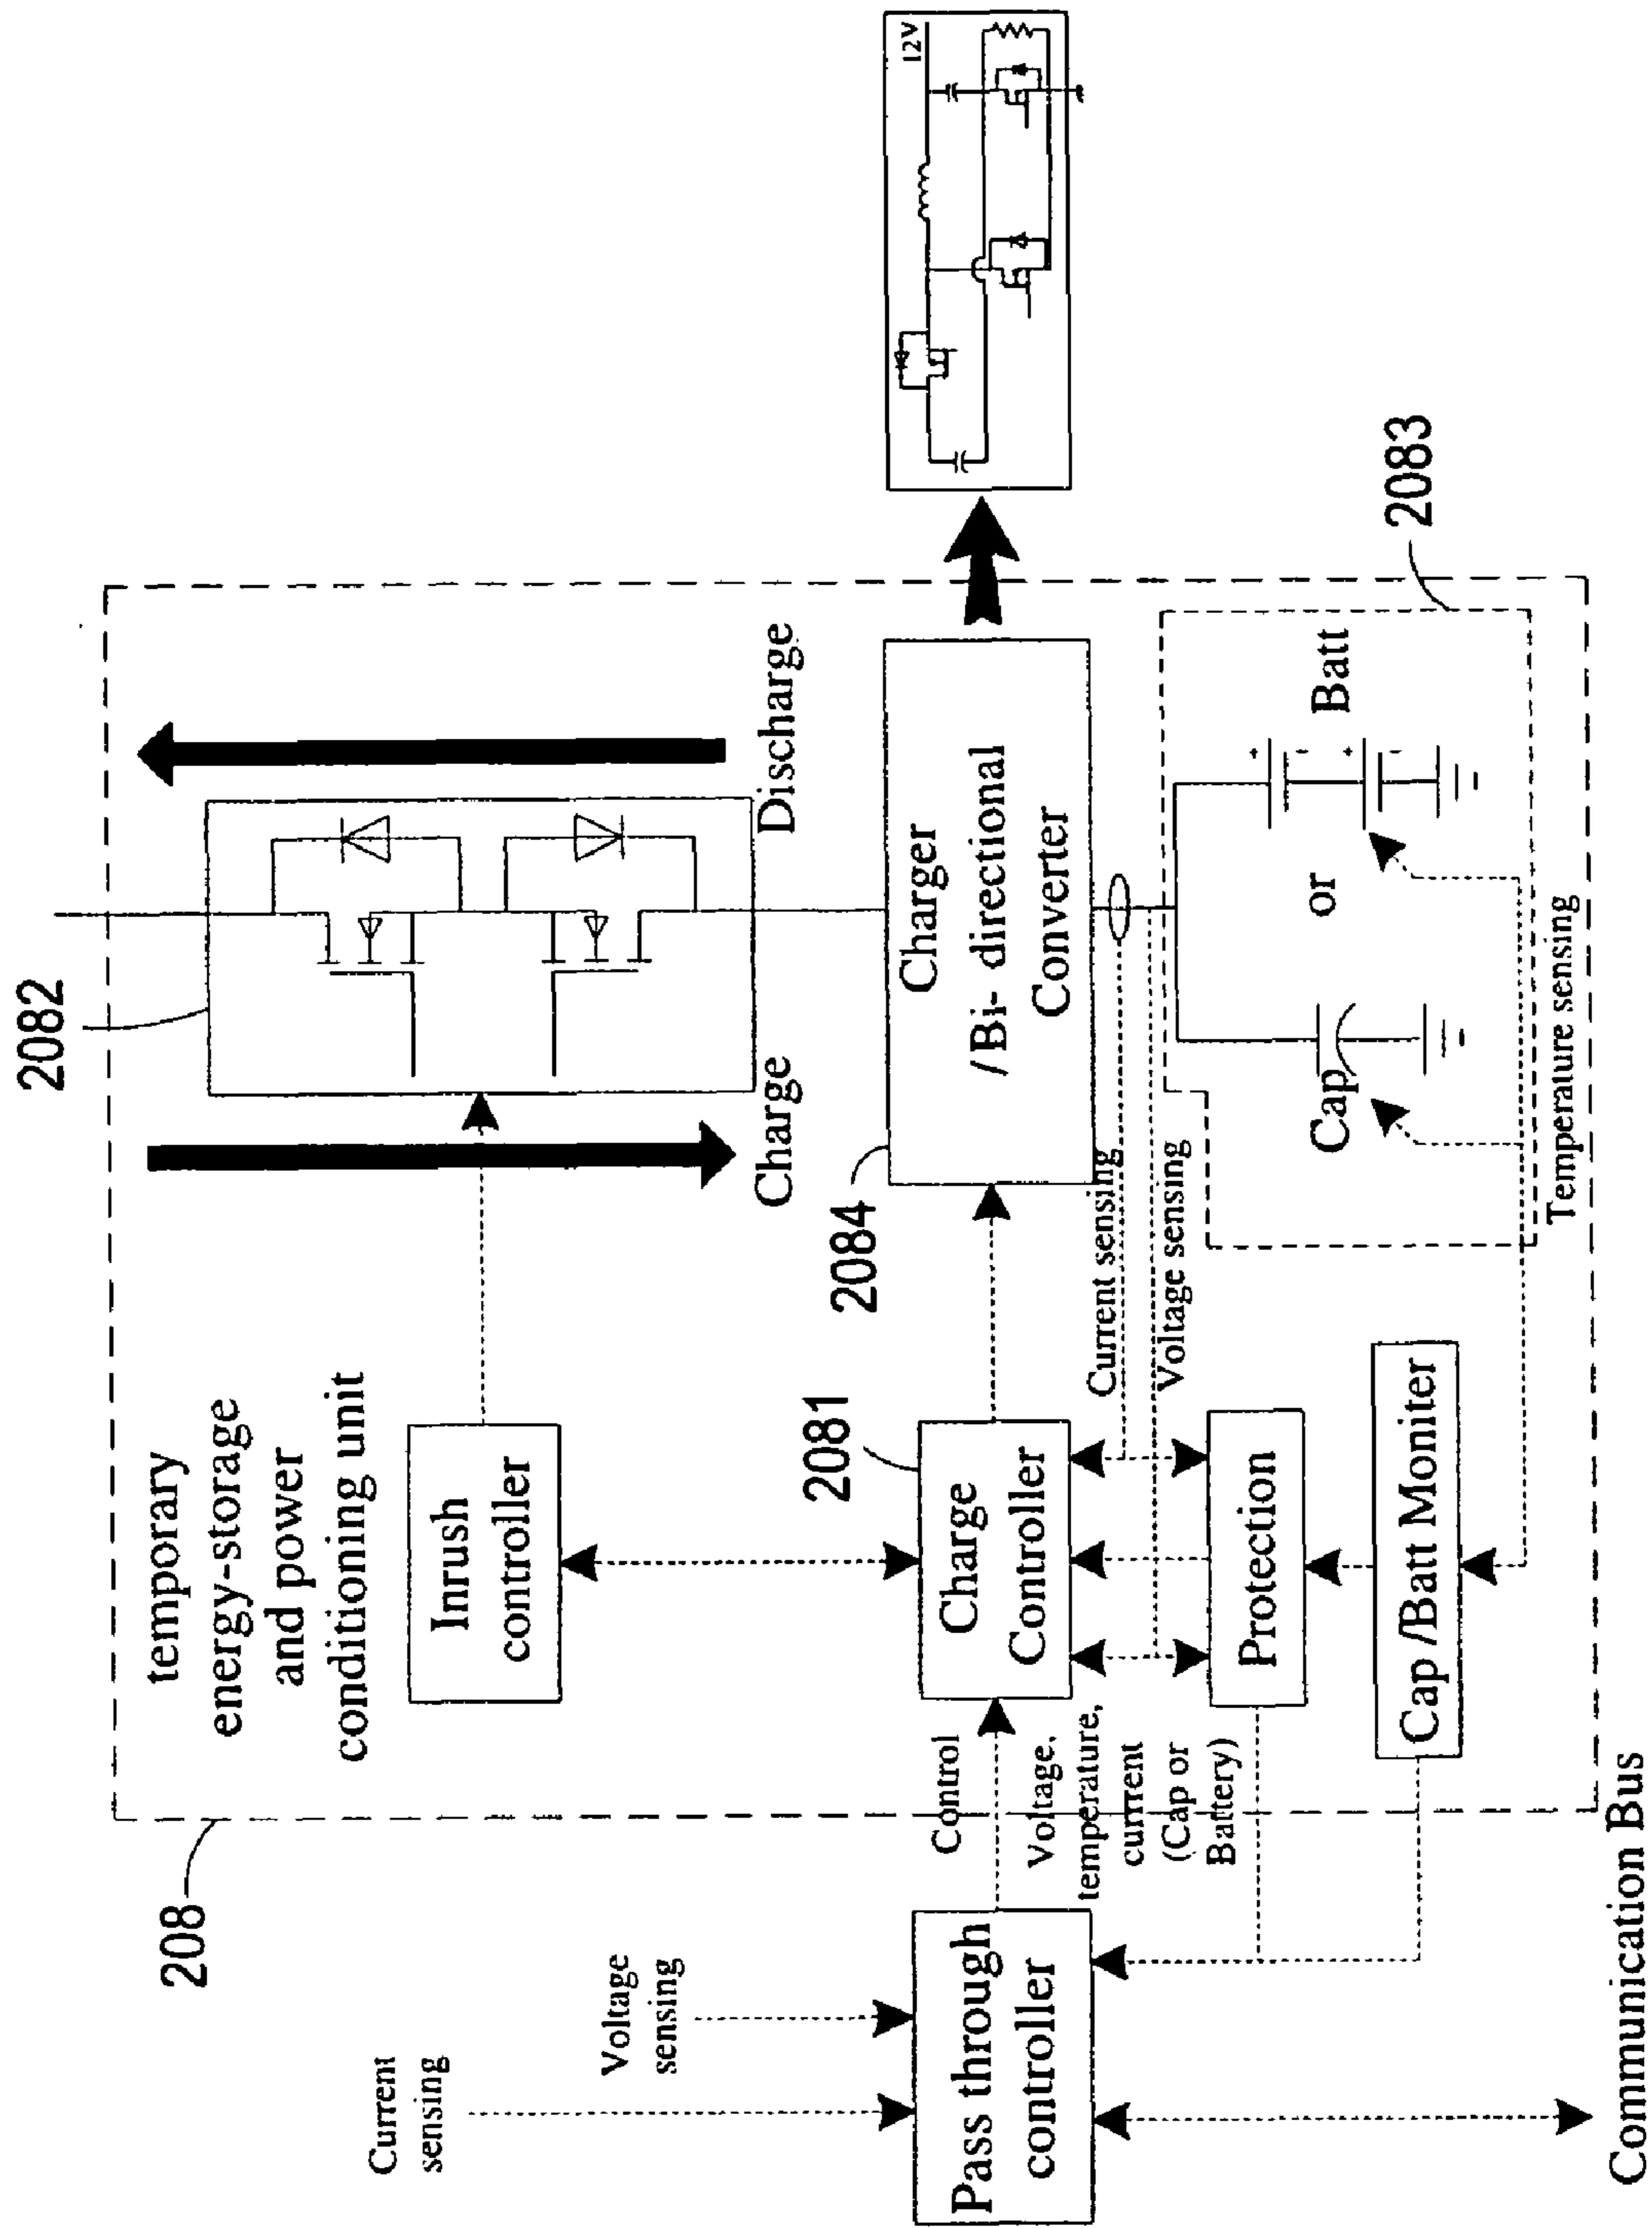 2082
208
temporary
energy-storage
and power
conditioning unit
Inrush
controller
Charge
Discharge
Current
sensing
Voltage
sensing
Pass through
controller
Control
Voltage.
temperature,
current
(Cap or
Battery)
2081
Charge
Controller
2084
Charger
/Bi- directional
Converter
12V
Current sensing
Voltage sensing
Protection
Cap /Batt Moniter
Cap
or
Batt
+
-
+
-
2083
Temperature sensing
Communication Bus